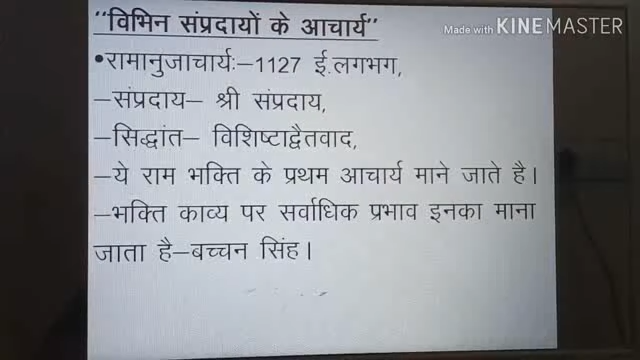 “विभिन संप्रदायों के आचार्य”
Made with KINEMASTER
•रामानुजाचार्यः–1127 ई.लगभग,
–संप्रदाय– श्री संप्रदाय,
–सिद्धांत– विशिष्टाद्वैतवाद,
–ये राम भक्ति के प्रथम आचार्य माने जाते है।
–भक्ति काव्य पर सर्वाधिक प्रभाव इनका माना
जाता है–बच्चन सिंह।